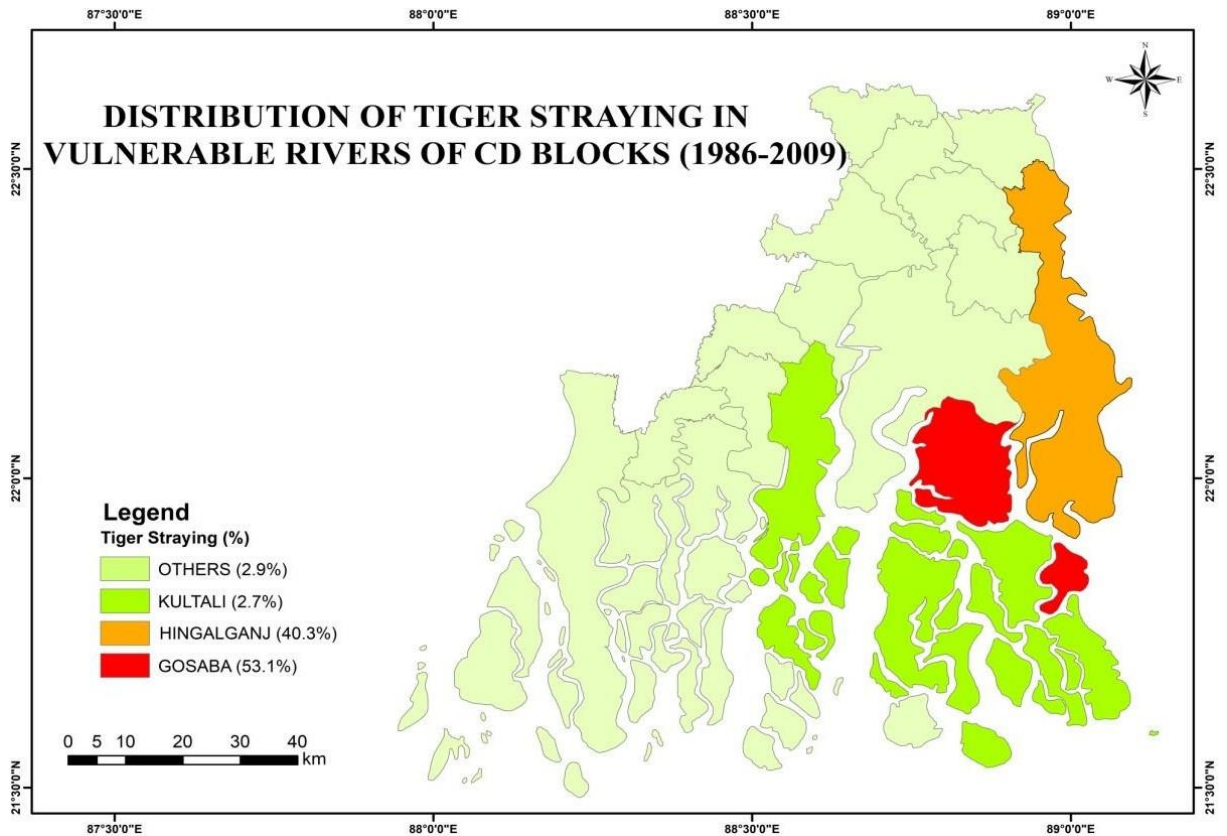 87°30'0"E 88°0'0"E 88°30'0"E 89°0'0"E
N
W E
S
DISTRIBUTION OF TIGER STRAYING IN
VULNERABLE RIVERS OF CD BLOCKS (1986-2009)
22°30'0"N 22°30'0"N
22°0'0"N 22°0'0"N
Legend
Tiger Straying (%)
OTHERS (2.9%)
KULTALI (2.7%)
HINGALGANJ (40.3%)
GOSABA (53.1%)
0 5 10 20 30 40
km
21°30'0"N 21°30'0"N
87°30'0"E 88°0'0"E 88°30'0"E 89°0'0"E